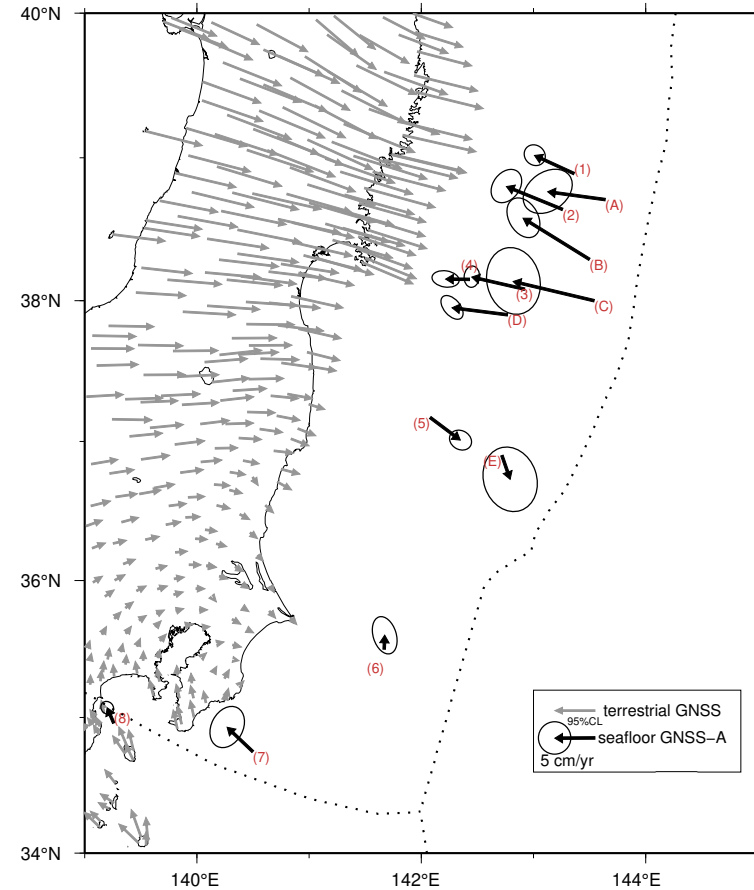 40°N
(1)
(A)
(2)
(B)
(4)
(3)
38°N
(C)
(D)
(5)
(E)
36°N
(6)
terrestrial GNSS
95%CL
(8)
seafloor GNSS−A
(7)
5 cm/yr
34°N
140°E 142°E 144°E